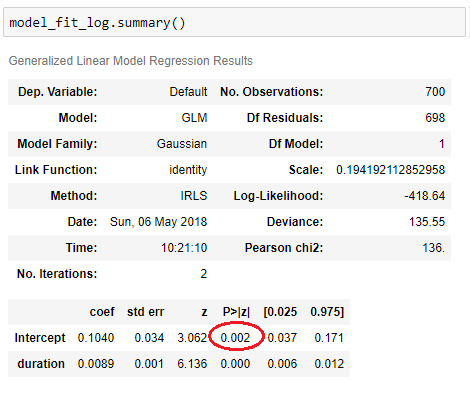 model_fit_log.summary()
Generalized Linear Model Regression Results
Dep. Variable: Default No. Observations: 700
Model: GLM Df Residuals: 698
Model Family: Gaussian Df Model: 1
Link Function: identity Scale: 0.194192112852958
Method: IRLS Log-Likelihood: -418.64
Date: Sun, 06 May 2018 Deviance: 135.55
Time: 10:21:10 Pearson chi2: 136.
No. Iterations: 2
coef std err z P>|z| [0.025 0.975]
Intercept 0.1040 0.034 3.062 0.002 0.037 0.171
duration 0.0089 0.001 6.136 0.000 0.006 0.012